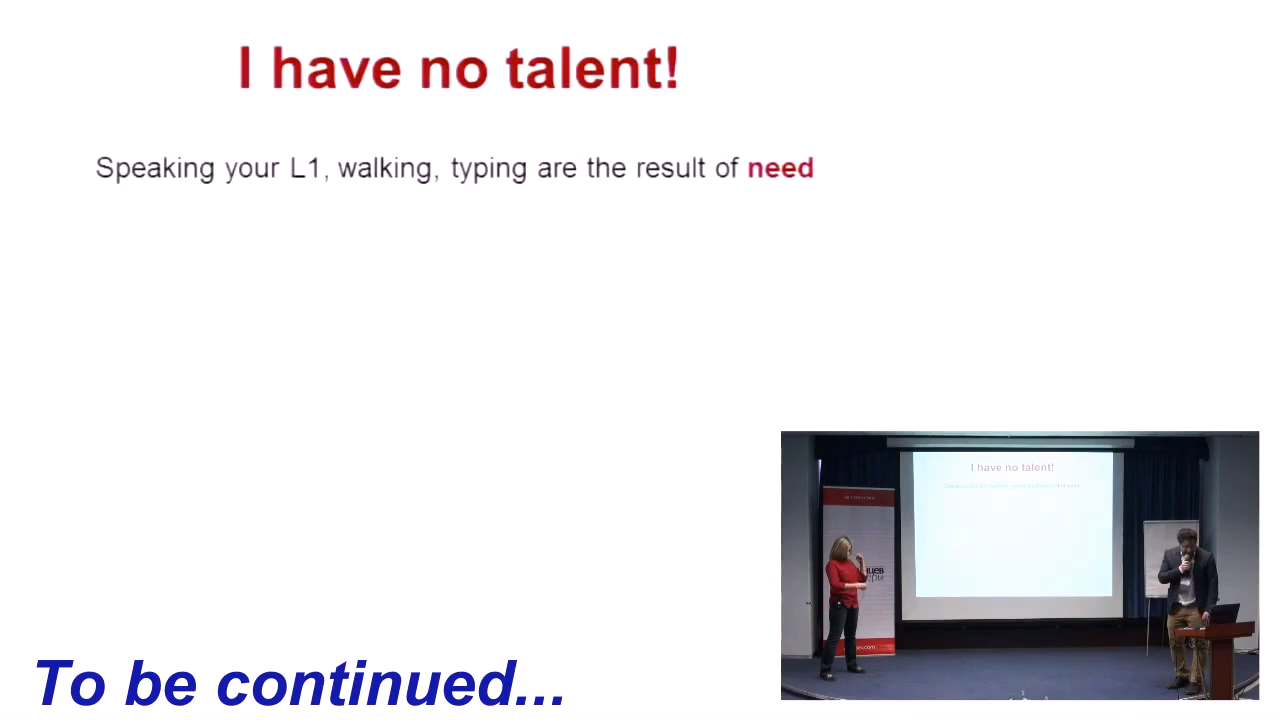 I have no talent!
Speaking your L1, walking, typing are the result of need
I have no talent!
To be continued...